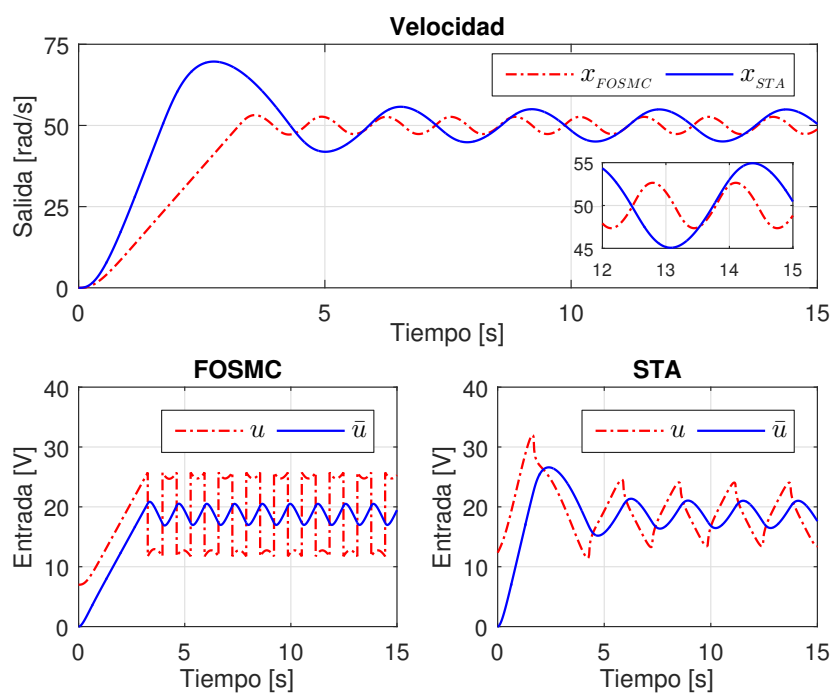 Velocidad
75
50
25
0
Salida [rad/s]
x_FOSMC x_STA
55
50
45
12 13 14 15
0 5 10 15
Tiempo [s]
FOSMC
40
30
20
10
0
Entrada [V]
u ū
0 5 10 15
Tiempo [s]
STA
40
30
20
10
0
Entrada [V]
u ū
0 5 10 15
Tiempo [s]